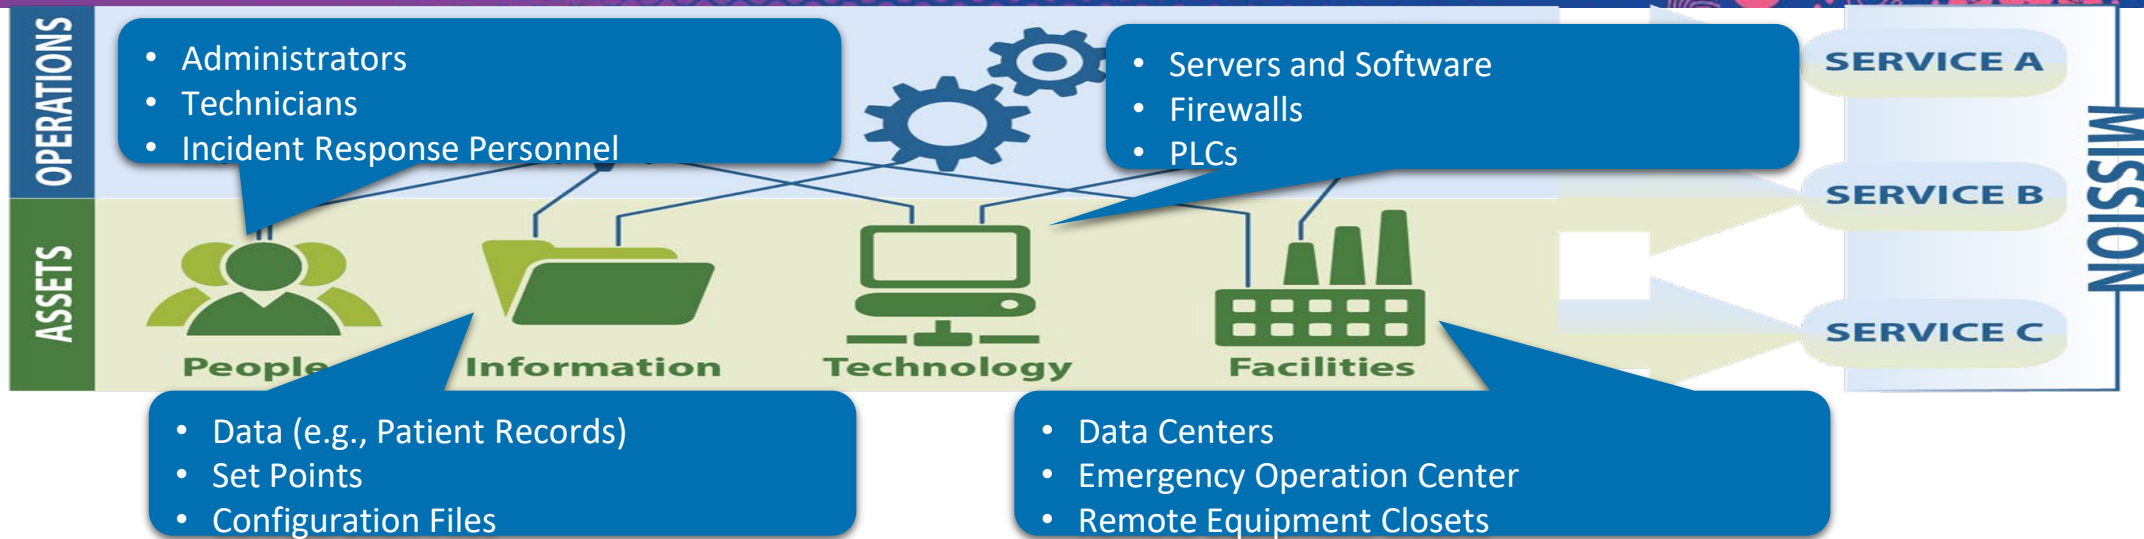 OPERATIONS
• Administrators
• Technicians
• Incident Response Personnel
• Servers and Software
• Firewalls
• PLCs
SERVICE A
SERVICE B
SERVICE C
MISSION
ASSETS
People
Information
Technology
Facilities
• Data (e.g., Patient Records)
• Set Points
• Configuration Files
• Data Centers
• Emergency Operation Center
• Remote Equipment Closets